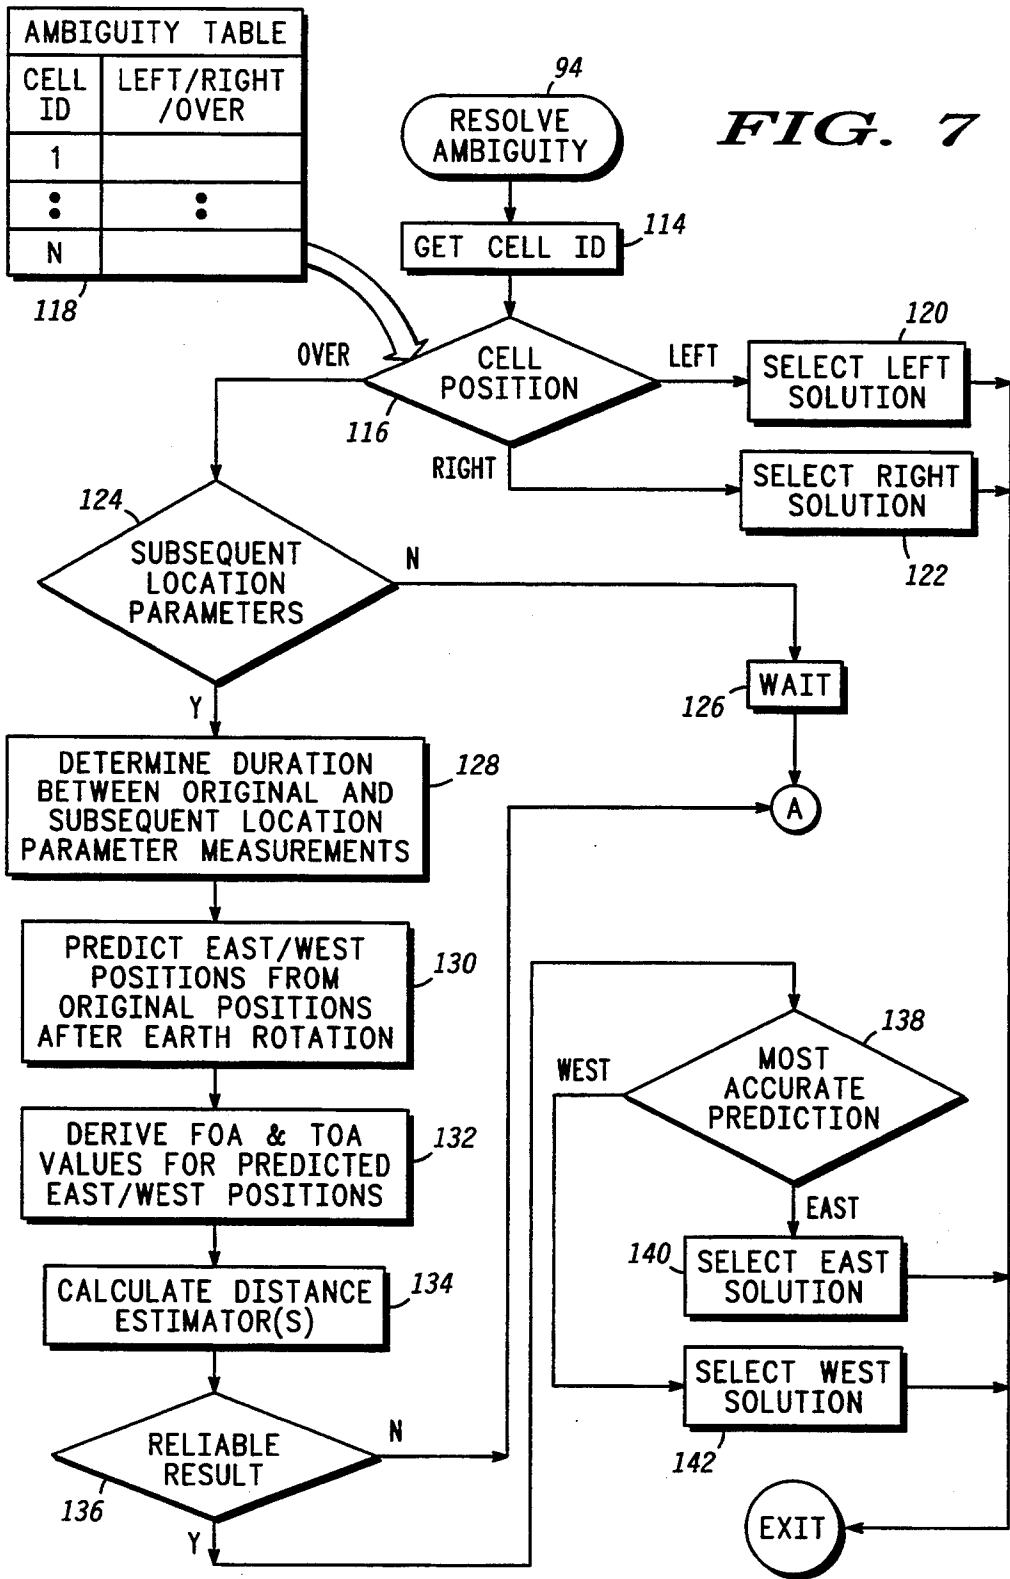 AMBIGUITY TABLE
CELL ID
LEFT/RIGHT
/OVER
1
N
118
94
RESOLVE
AMBIGUITY
FIG. 7
GET CELL ID
114
CELL
POSITION
116
OVER
LEFT
RIGHT
120
SELECT LEFT
SOLUTION
SELECT RIGHT
SOLUTION
122
124
SUBSEQUENT
LOCATION
PARAMETERS
N
Y
WAIT
126
A
DETERMINE DURATION
BETWEEN ORIGINAL AND
SUBSEQUENT LOCATION
PARAMETER MEASUREMENTS
128
PREDICT EAST/WEST
POSITIONS FROM
ORIGINAL POSITIONS
AFTER EARTH ROTATION
130
DERIVE FOA & TOA
VALUES FOR PREDICTED
EAST/WEST POSITIONS
132
CALCULATE DISTANCE
ESTIMATOR(S)
134
RELIABLE
RESULT
136
N
Y
138
MOST
ACCURATE
PREDICTION
WEST
EAST
140
SELECT EAST
SOLUTION
SELECT WEST
SOLUTION
142
EXIT